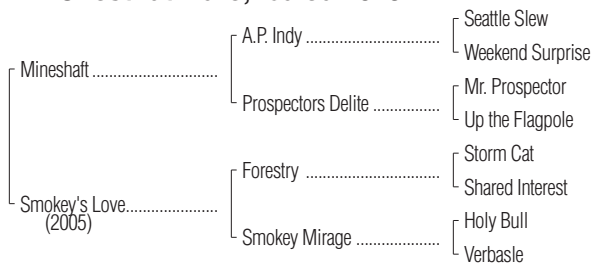 Seattle Slew
A.P. Indy ................................
Weekend Surprise
Mineshaft ..............................
Mr. Prospector
Prospectors Delite ................
Up the Flagpole
Storm Cat
Forestry ................................
Shared Interest
Smokey's Love......................
(2005)
Holy Bull
Smokey Mirage ....................
Verbasle